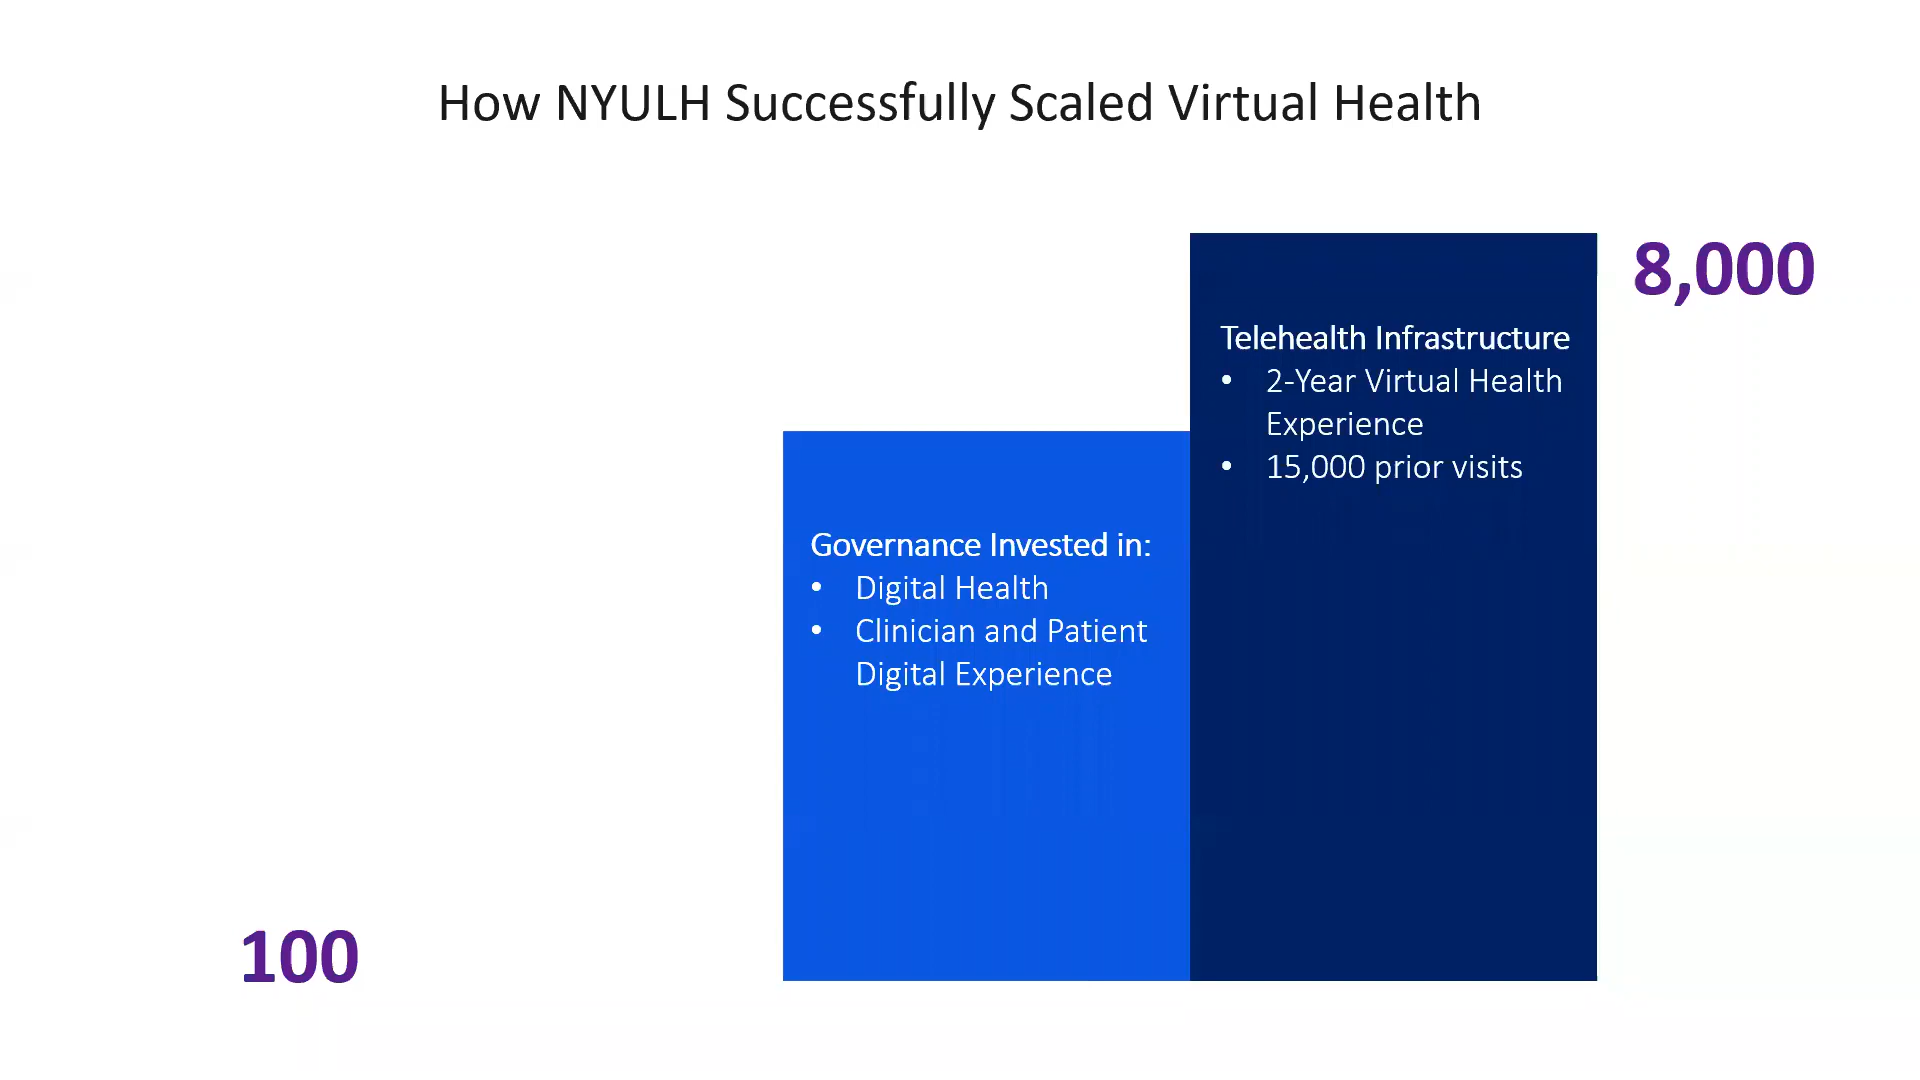 How NYULH Successfully Scaled Virtual Health
8,000
Telehealth Infrastructure
• 2-Year Virtual Health
Experience
• 15,000 prior visits
Governance Invested in:
• Digital Health
• Clinician and Patient
Digital Experience
100